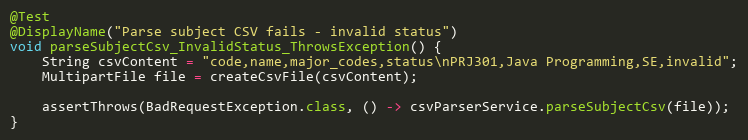 @Test
@DisplayName("Parse subject CSV fails - invalid status")
void parseSubjectCsv_InvalidStatus_ThrowsException() {
    String csvContent = "code,name,major_codes,status\nPRJ301,Java Programming,SE,invalid";
    MultipartFile file = createCsvFile(csvContent);

    assertThrows(BadRequestException.class, () -> csvParserService.parseSubjectCsv(file));
}